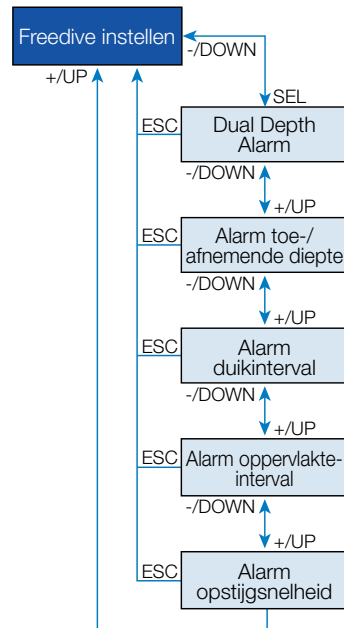 Freedive instellen
-/DOWN
+/UP
SEL
ESC
Dual Depth
Alarm
-/DOWN
+/UP
ESC
Alarm toe-/
afnemende diepte
-/DOWN
+/UP
ESC
Alarm
duikinterval
-/DOWN
+/UP
ESC
Alarm oppervlakte-
interval
-/DOWN
+/UP
ESC
Alarm
opstijgsnelheid